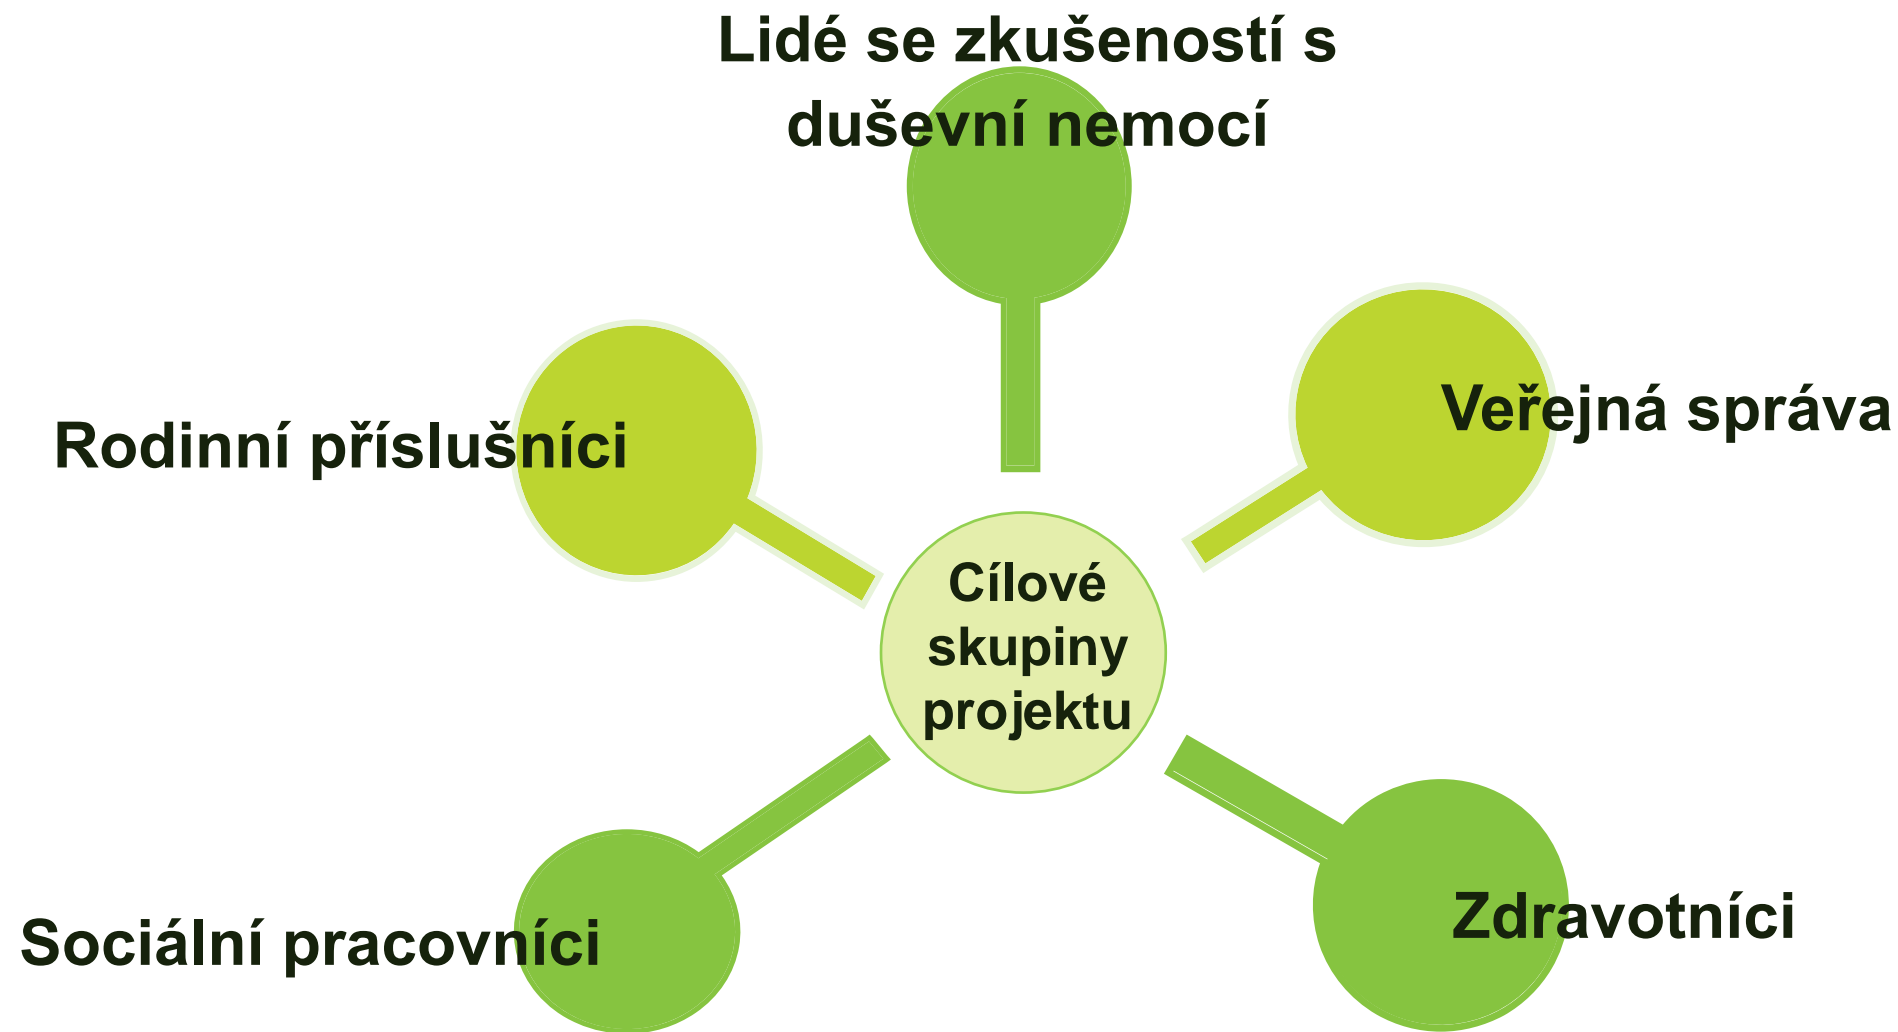 Lidé se zkušeností s
duševní nemocí
Rodinní příslušníci
Veřejná správa
Cílové
skupiny
projektu
Sociální pracovníci
Zdravotníci